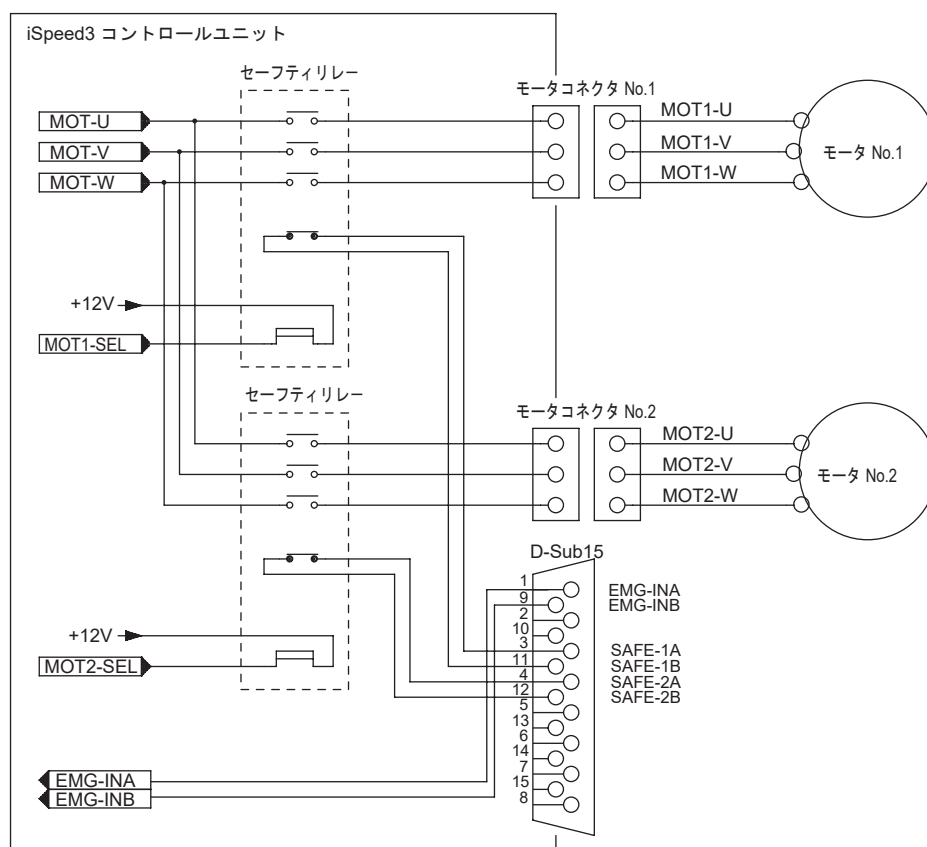 iSpeed3 コントロールユニット
セーフティリレー
モータコネクタ No.1
MOT-U
MOT1-U
MOT-V
MOT1-V
モータ No.1
MOT-W
MOT1-W
+12V
MOT1-SEL
セーフティリレー
モータコネクタ No.2
MOT2-U
MOT2-V
モータ No.2
MOT2-W
D-Sub15
1
EMG-INA
9
EMG-INB
2
10
+12V
3
SAFE-1A
MOT2-SEL
11
SAFE-1B
4
SAFE-2A
12
SAFE-2B
5
13
6
14
7
EMG-INA
15
EMG-INB
8